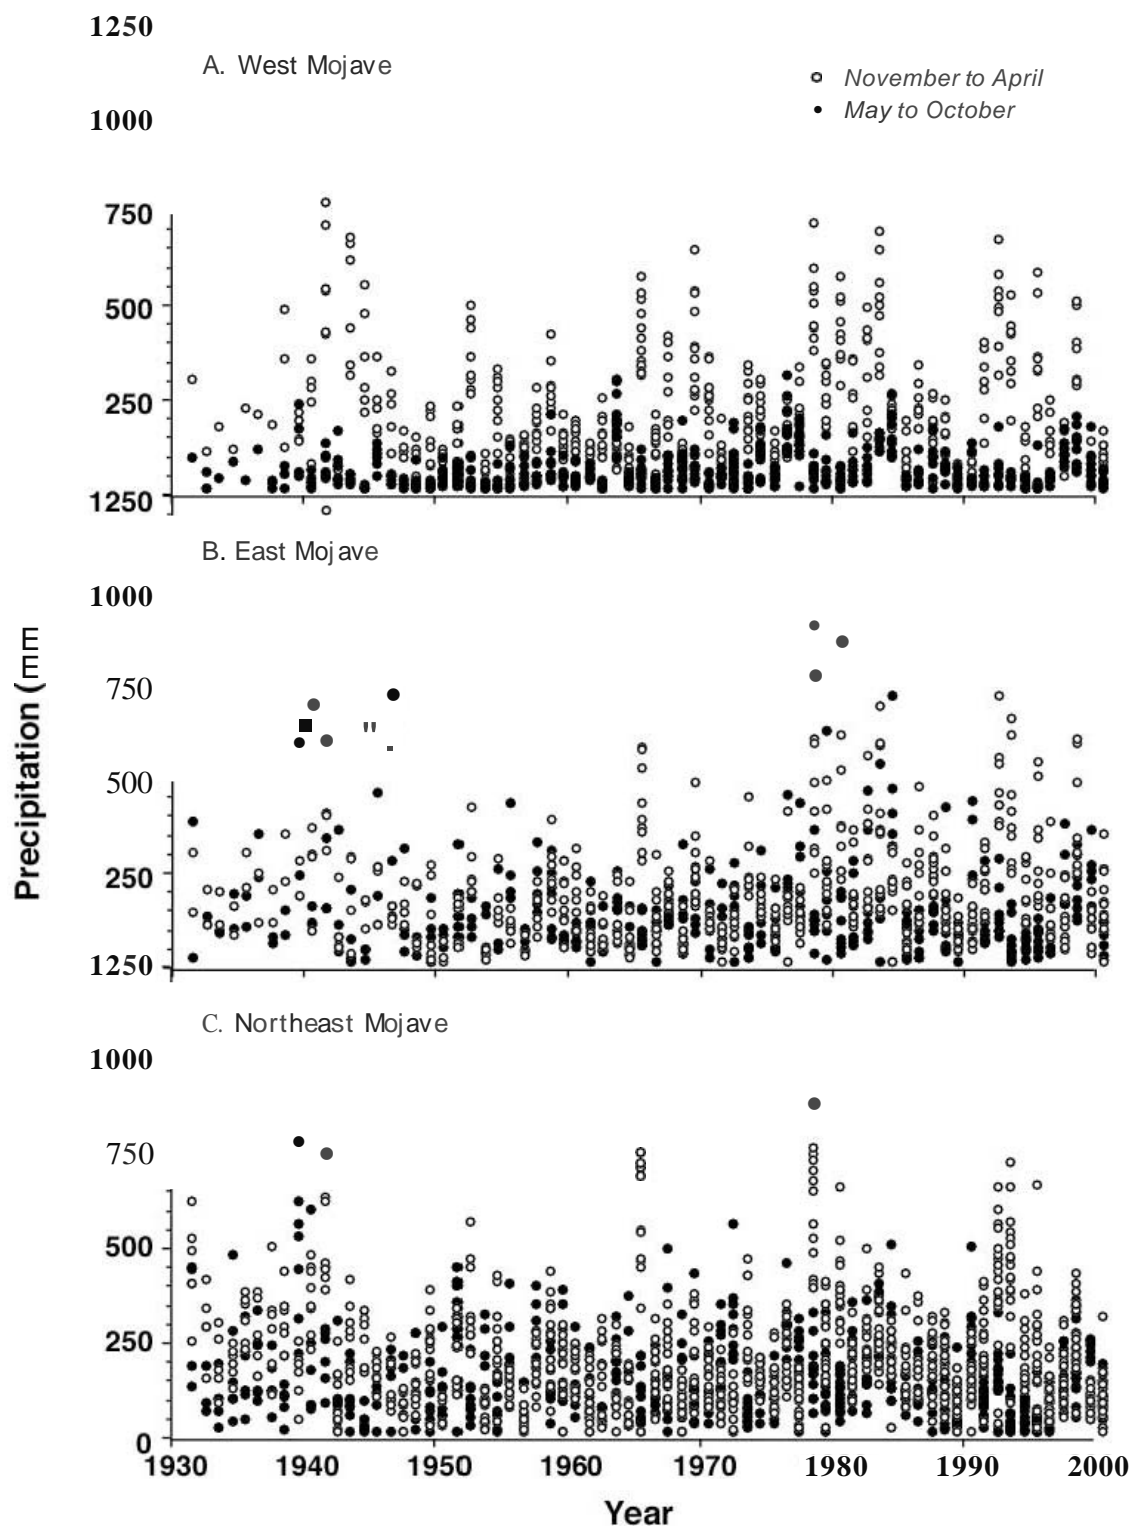 1250
A. West Mojave
November to April
May to October
1000
750
500
250
1250
B. East Mojave
1000
750
500
250
1250
C. Northeast Mojave
1000
750
500
250
0
1930 1940 1950 1960 1970 1980 1990 2000
Year
Precipitation (mm